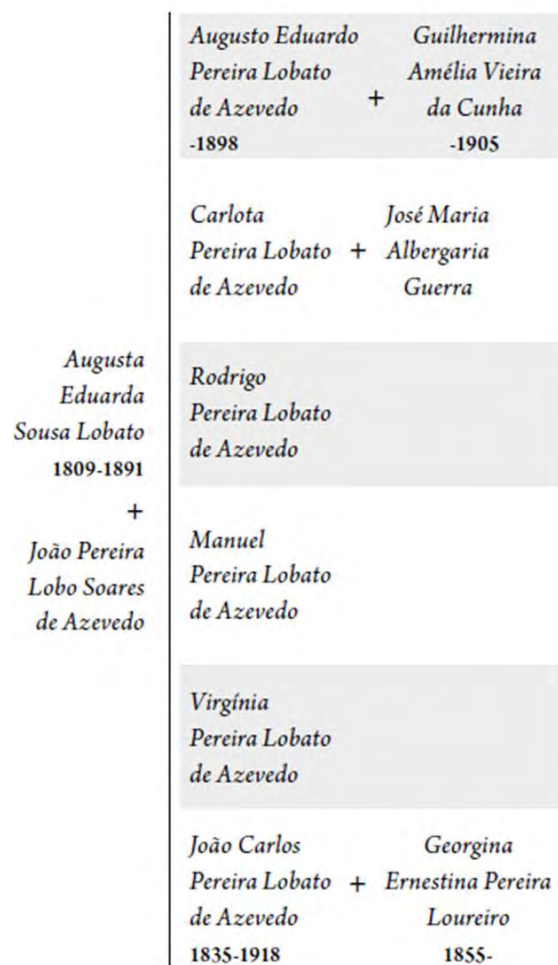 Augusta
Eduarda
Sousa Lobato
1809-1891
+
João Pereira
Lobo Soares
de Azevedo
Augusto Eduardo
Pereira Lobato
de Azevedo
-1898
+
Guilhermina
Amélia Vieira
da Cunha
-1905
Carlota
Pereira Lobato
de Azevedo
+
José Maria
Albergaria
Guerra
Rodrigo
Pereira Lobato
de Azevedo
Manuel
Pereira Lobato
de Azevedo
Virgínia
Pereira Lobato
de Azevedo
João Carlos
Pereira Lobato
de Azevedo
1835-1918
+
Georgina
Ernestina Pereira
Loureiro
1855-